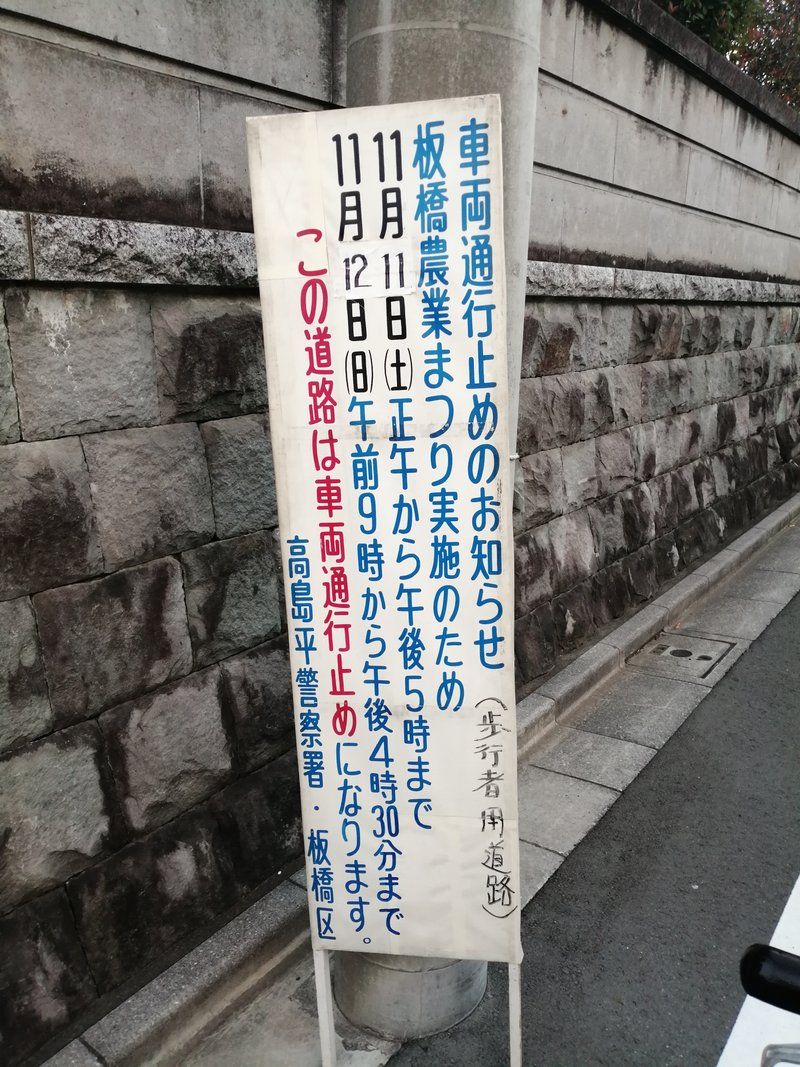 車両通行止めのお知らせ
(歩行者用道路)
板橋農業まつり実施のため
11月11日(土)正午から午後5時まで
11月12日(日)午前9時から午後4時30分まで
この道路は車両通行止めになります。
高島平警察署・板橋区